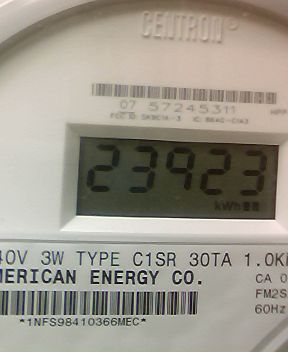 CENTRON®
07 57245311
23923
kWh
40V 3W TYPE C1SR 30TA 1.0K
MERICAN ENERGY CO.
CA 0
FM2S
60Hz
*1NFS98410366MEC*